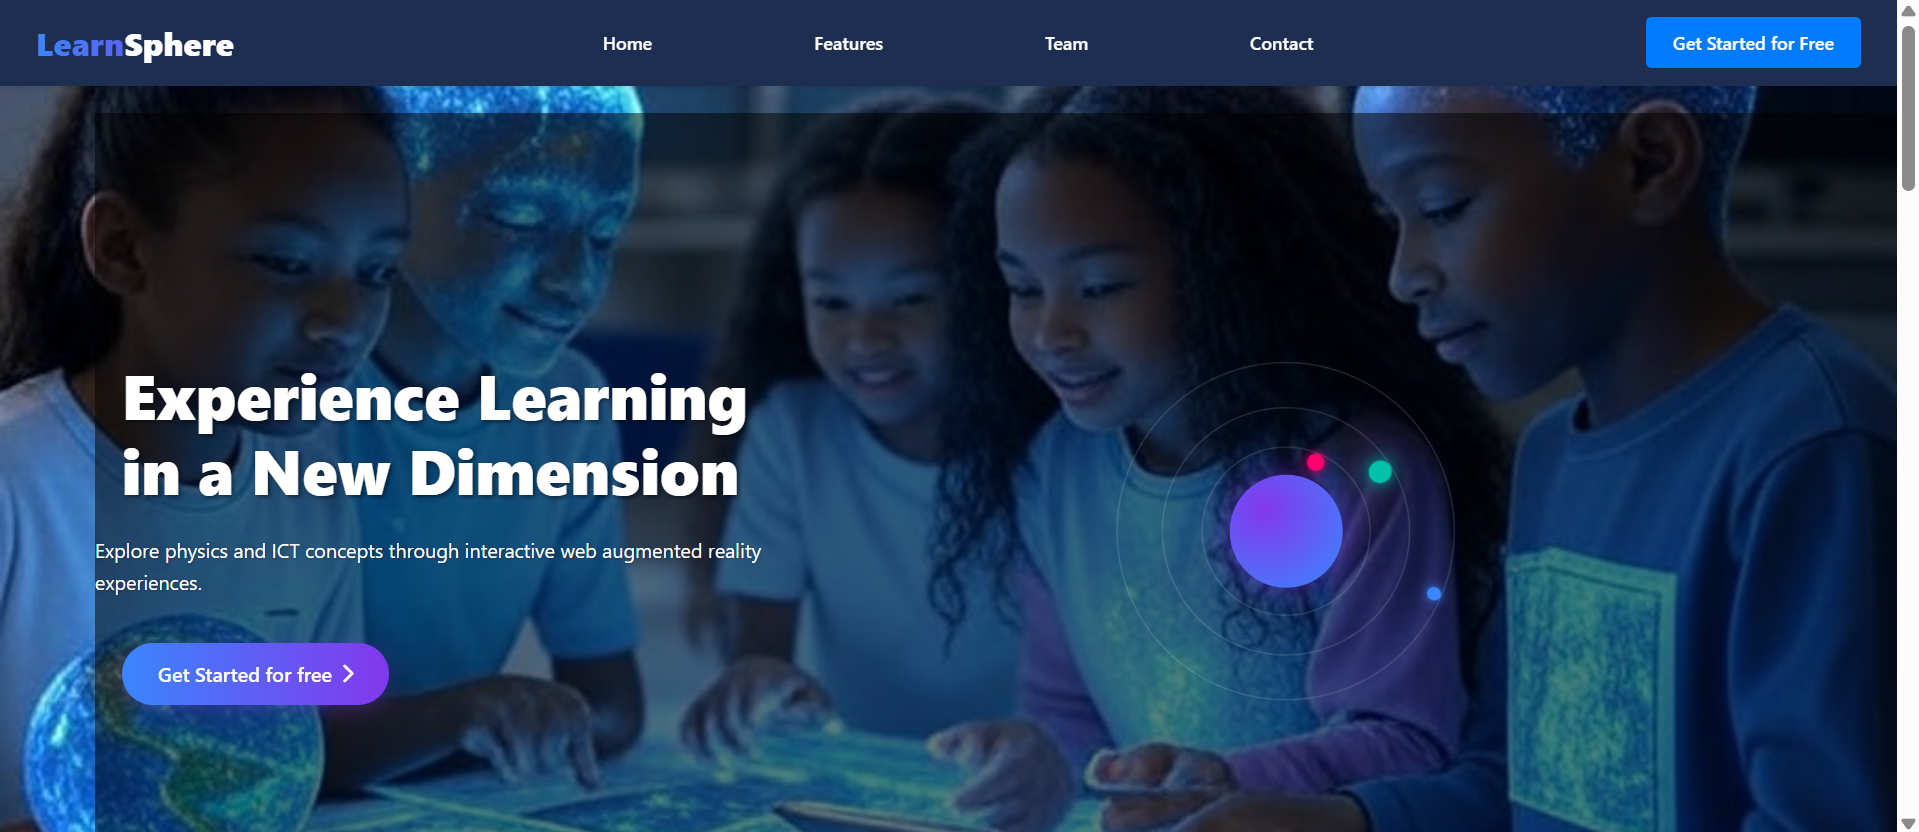 LearnSphere
Home
Features
Team
Contact
Get Started for Free
Experience Learning
in a New Dimension
Explore physics and ICT concepts through interactive web augmented reality
experiences.
Get Started for free